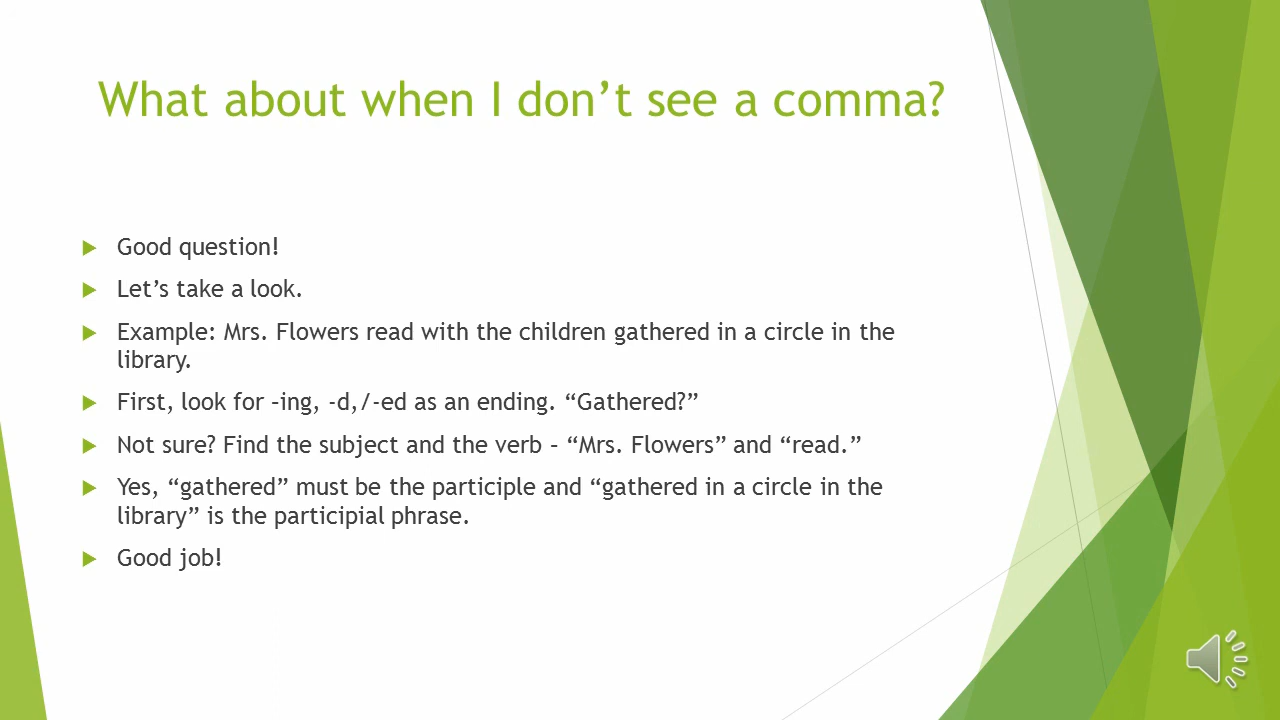 What about when I don’t see a comma?
Good question!
Let’s take a look.
Example: Mrs. Flowers read with the children gathered in a circle in the
library.
First, look for –ing, -d,/-ed as an ending. “Gathered?”
Not sure? Find the subject and the verb – “Mrs. Flowers” and “read.”
Yes, “gathered” must be the participle and “gathered in a circle in the
library” is the participial phrase.
Good job!